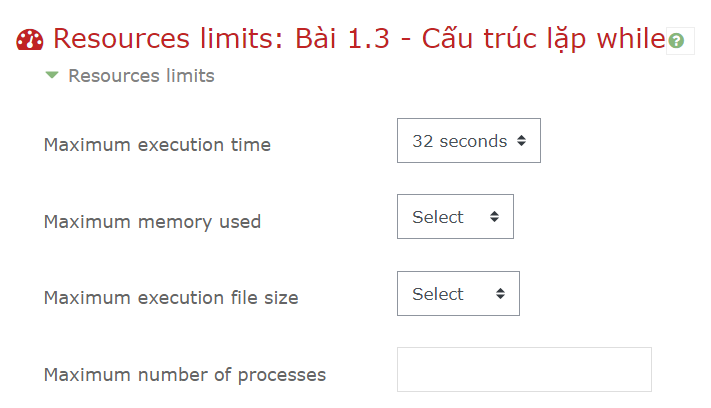 Resources limits: Bài 1.3 - Cấu trúc lặp while
Resources limits
Maximum execution time 32 seconds
Maximum memory used Select
Maximum execution file size Select
Maximum number of processes